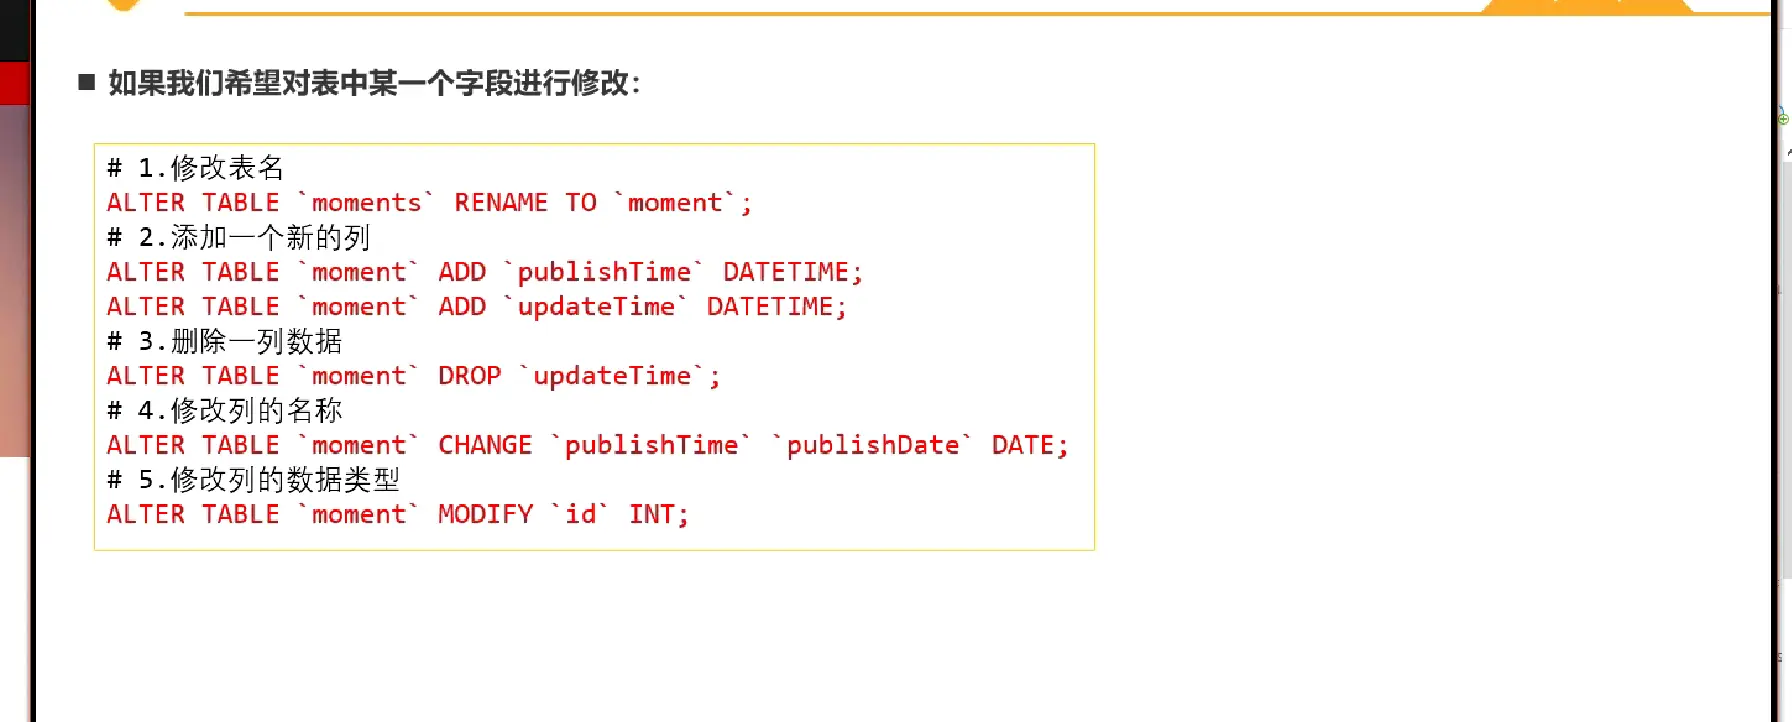 ■ 如果我们希望对表中某一个字段进行修改：
# 1.修改表名
ALTER TABLE `moments` RENAME TO `moment`;
# 2.添加一个新的列
ALTER TABLE `moment` ADD `publishTime` DATETIME;
ALTER TABLE `moment` ADD `updateTime` DATETIME;
# 3.删除一列数据
ALTER TABLE `moment` DROP `updateTime`;
# 4.修改列的名称
ALTER TABLE `moment` CHANGE `publishTime` `publishDate` DATE;
# 5.修改列的数据类型
ALTER TABLE `moment` MODIFY `id` INT;